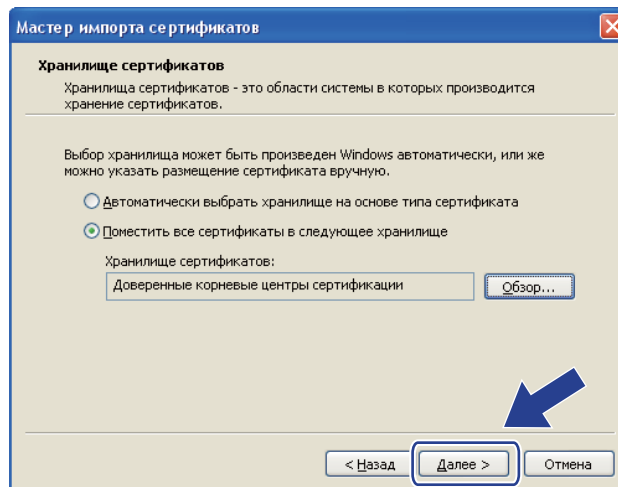 Мастер импорта сертификатов
Хранилище сертификатов
Хранилища сертификатов - это области системы в которых производится
хранение сертификатов.
Выбор хранилища может быть произведен Windows автоматически, или же
можно указать размещение сертификата вручную.
Автоматически выбрать хранилище на основе типа сертификата
Поместить все сертификаты в следующее хранилище
Хранилище сертификатов:
Доверенные корневые центры сертификации
Обзор...
< Назад
Далее >
Отмена